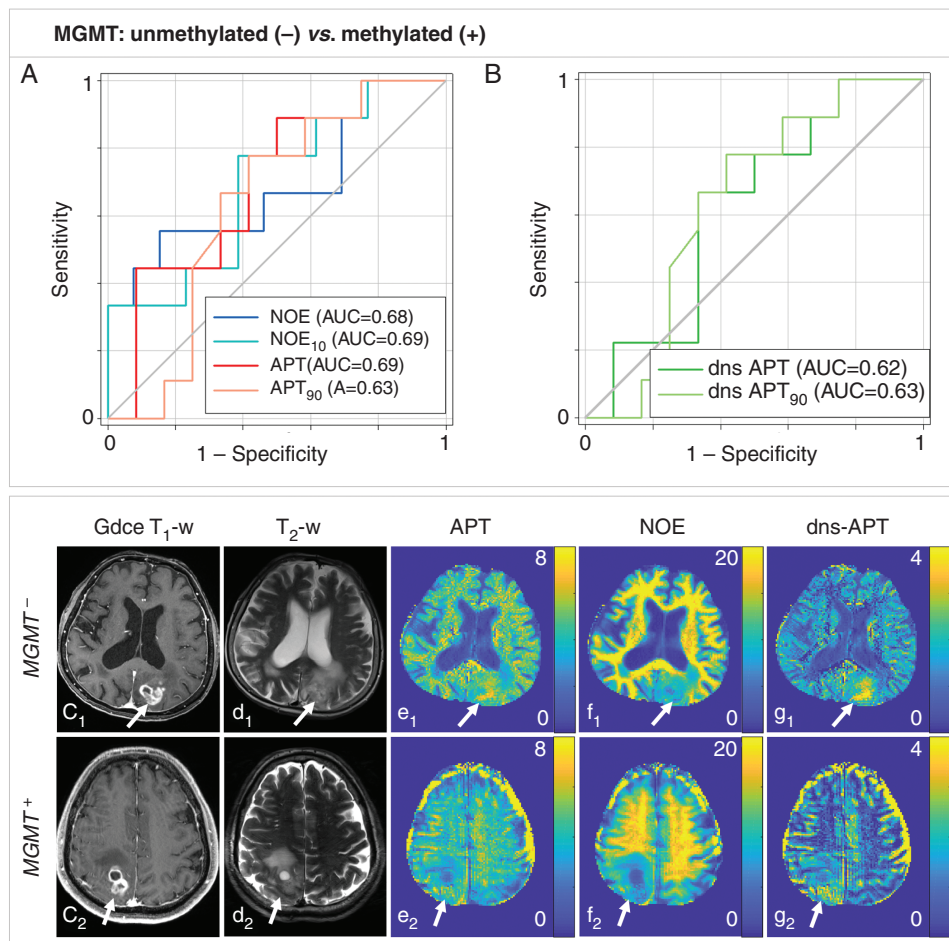 MGMT: unmethylated (–) vs. methylated (+)
A
1
Sensitivity
0
NOE (AUC=0.68)
NOE10 (AUC=0.69)
APT(AUC=0.69)
APT90 (A=0.63)
0
1
1 – Specificity
B
1
Sensitivity
0
dns APT (AUC=0.62)
dns APT90 (AUC=0.63)
0
1
1 – Specificity
Gdce T1-w
T2-w
APT
NOE
dns-APT
MGMT–
C1
d1
8
e1
0
20
f1
0
4
g1
0
MGMT+
C2
d2
8
e2
0
20
f2
0
4
g2
0